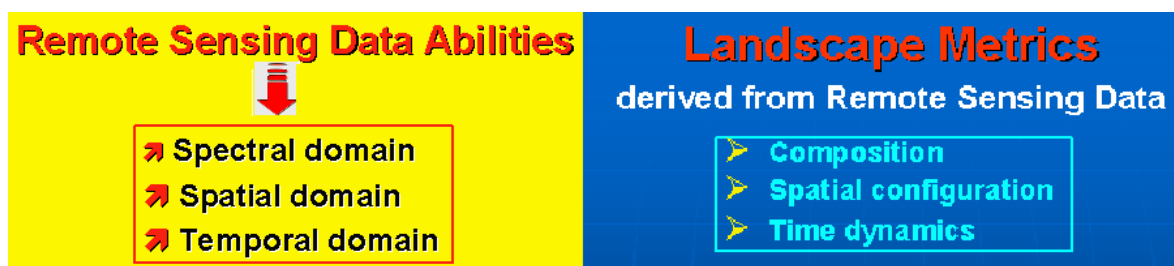 Remote Sensing Data Abilities
Spectral domain
Spatial domain
Temporal domain
Landscape Metrics
derived from Remote Sensing Data
Composition
Spatial configuration
Time dynamics